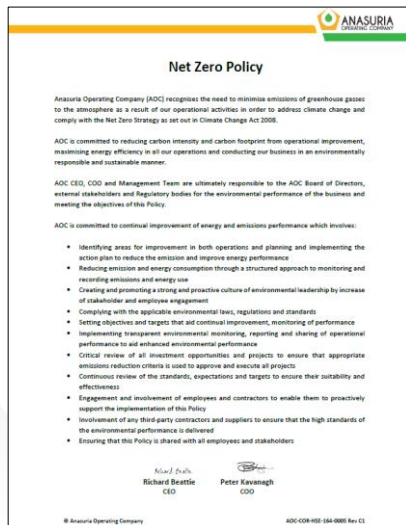 ANASURIA
OPERATING COMPANY
Net Zero Policy
Anasuria Operating Company (AOC) recognises the need to minimise emissions of greenhouse gasses
to the atmosphere as a result of our operational activities in order to address climate change and
comply with the Net Zero Strategy as set out in Climate Change Act 2008.
AOC is committed to reducing carbon intensity and carbon footprint from operational improvement,
maximising energy efficiency in all our operations and conducting our business in an environmentally
responsible and sustainable manner.
AOC CEO, COO and Management Team are ultimately responsible to the AOC Board of Directors,
external stakeholders and Regulatory bodies for the environmental performance of the business and
meeting the objectives of this Policy.
AOC is committed to continual improvement of energy and emissions performance which involves:
• Identifying areas for improvement in both operations and planning and implementing the
action plan to reduce the emission and improve energy performance
• Reducing emission and energy consumption through a structured approach to monitoring and
recording emissions and energy use
• Creating and promoting a strong and proactive culture of environmental leadership by increase
of stakeholder and employee engagement
• Complying with the applicable environmental laws, regulations and standards
• Setting objectives and targets that aid continual improvement, monitoring of performance
• Implementing transparent environmental monitoring, reporting and sharing of operational
performance to aid enhanced environmental performance
• Critical review of all investment opportunities and projects to ensure that appropriate
emissions reduction criteria is used to approve and execute all projects
• Continuous review of the standards, expectations and targets to ensure their suitability and
effectiveness
• Engagement and involvement of employees and contractors to enable them to proactively
support the implementation of this Policy
• Involvement of any third-party contractors and suppliers to ensure that the high standards of
the environmental performance is delivered
• Ensuring that this Policy is shared with all employees and stakeholders
Richard Beattie
Richard Beattie Peter Kavanagh
CEO COO
© Anasuria Operating Company AOC-COR-HSE-164-0005 Rev C1